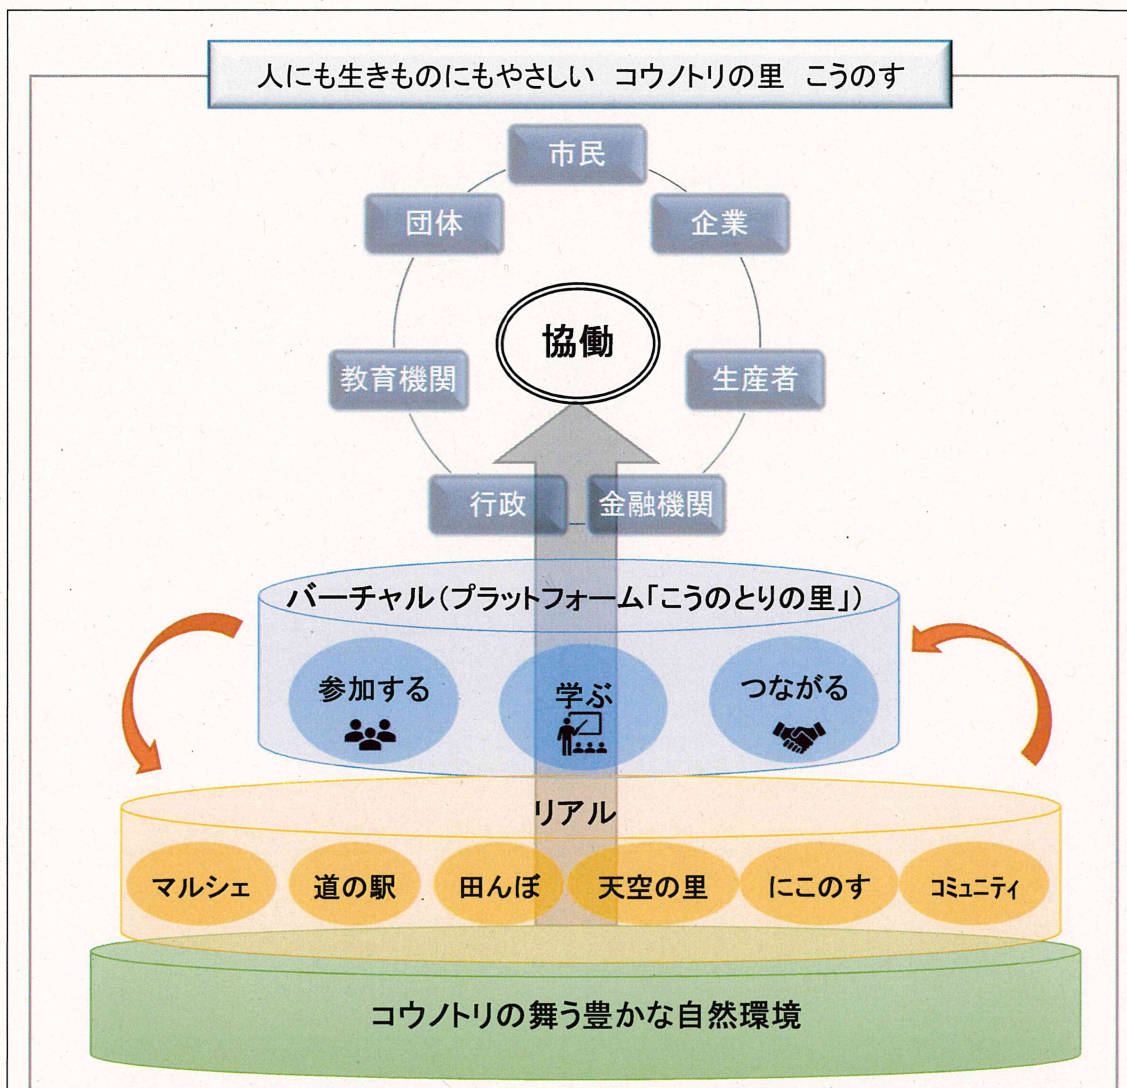 人にも生きものにもやさしい コウノトリの里 こうのす
市民
団体
企業
協働
教育機関
生産者
行政
金融機関
バーチャル(プラットフォーム「こうのとりの里」)
参加する
学ぶ
つながる
リアル
マルシェ
道の駅
田んぼ
天空の里
にこのす
コミュニティ
コウノトリの舞う豊かな自然環境